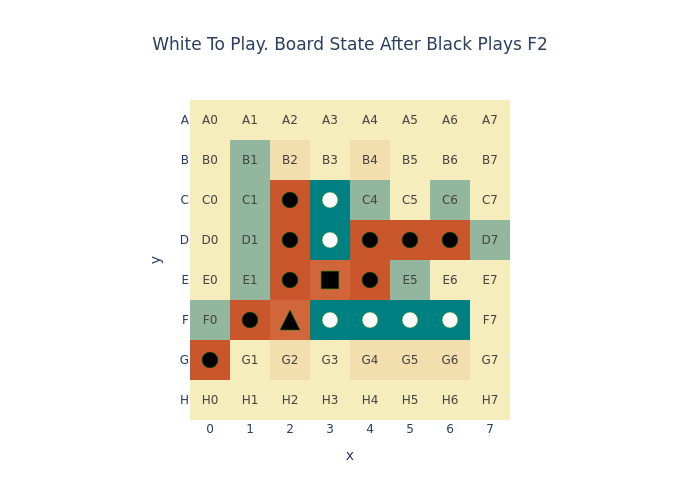 White To Play. Board State After Black Plays F2
A A0 A1 A2 A3 A4 A5 A6 A7
B B0 B1 B2 B3 B4 B5 B6 B7
C C0 C1 C4 C5 C6 C7
D D0 D1 D7
E E0 E1 E5 E6 E7
F F0 F7
G G1 G2 G3 G4 G5 G6 G7
H H0 H1 H2 H3 H4 H5 H6 H7
0 1 2 3 4 5 6 7
x
y